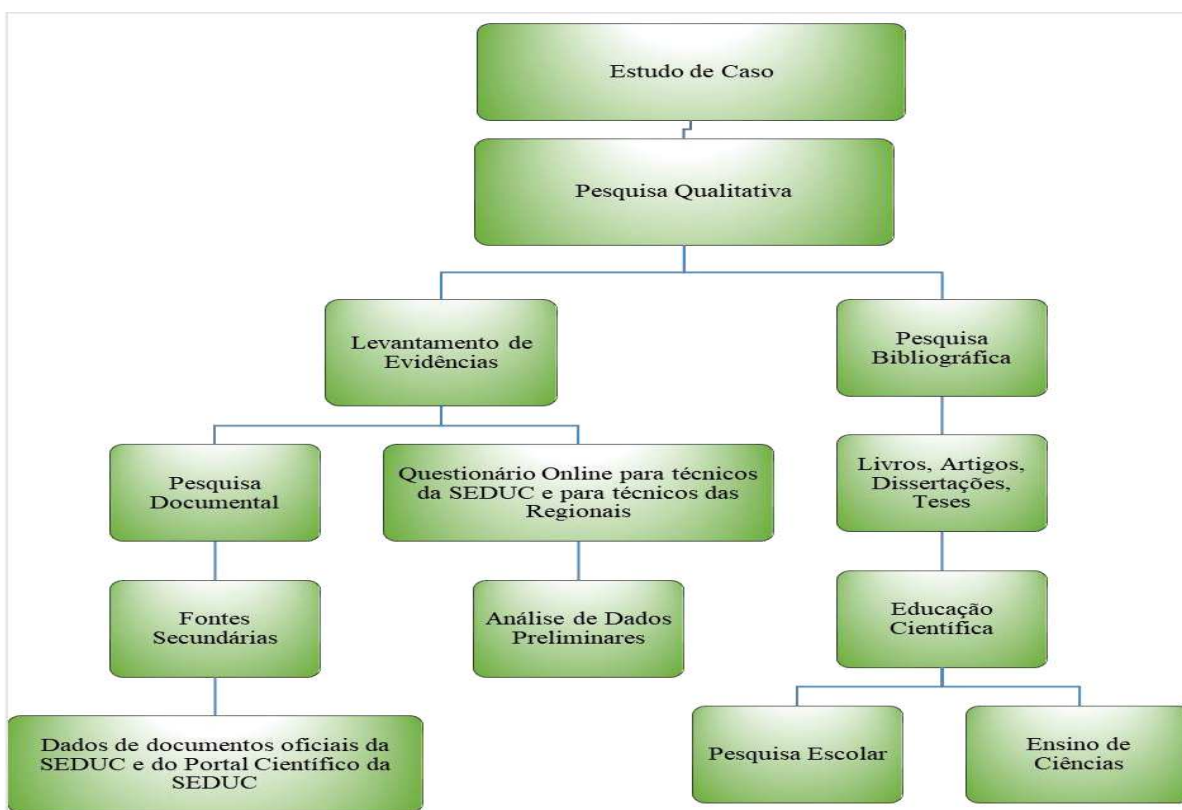 Estudo de Caso
Pesquisa Qualitativa
Levantamento de
Evidências
Pesquisa
Bibliográfica
Pesquisa
Documental
Questionário Online para técnicos
da SEDUC e para técnicos das
Regionais
Livros, Artigos,
Dissertações,
Teses
Fontes
Secundárias
Análise de Dados
Preliminares
Educação
Científica
Dados de documentos oficiais da
SEDUC e do Portal Científico da
SEDUC
Pesquisa Escolar
Ensino de
Ciências